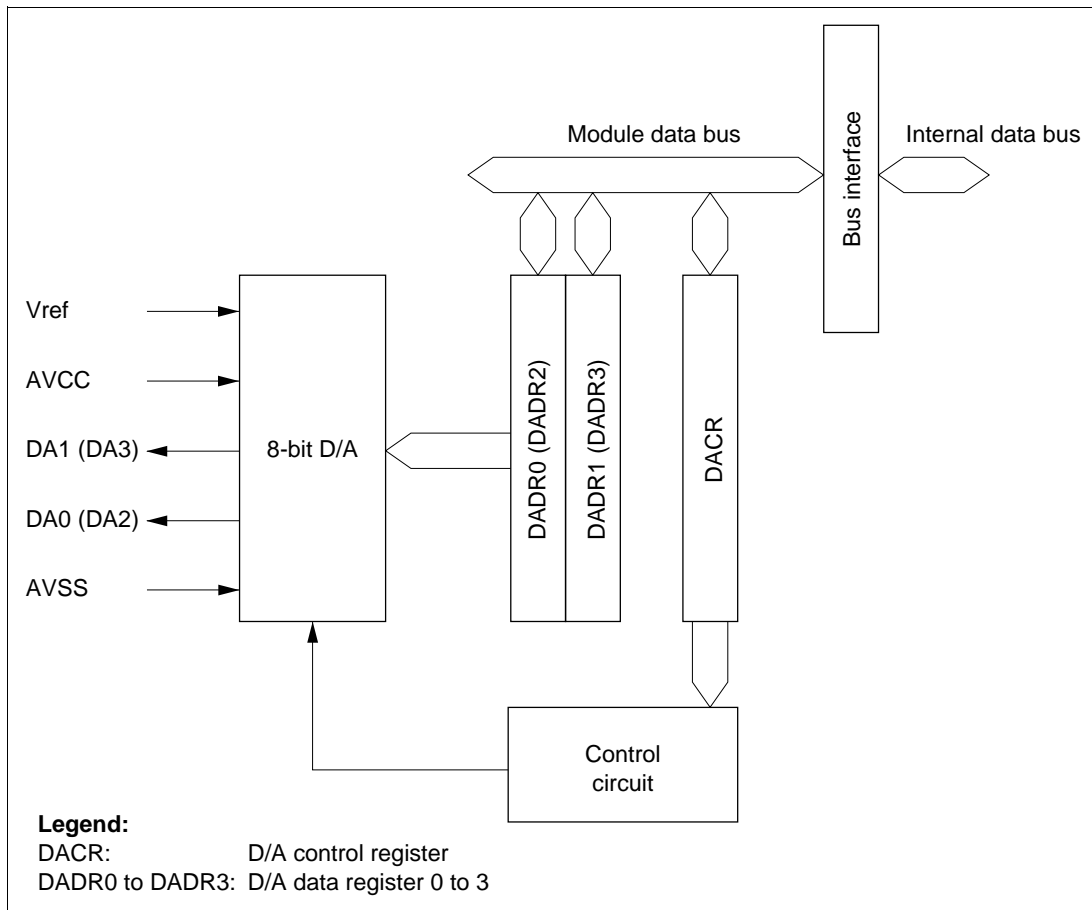 Module data bus
Internal data bus
Bus interface
Vref
AVCC
DA1 (DA3)
DA0 (DA2)
AVSS
8-bit D/A
DADR0 (DADR2)
DADR1 (DADR3)
DACR
Control
circuit
Legend:
DACR: D/A control register
DADR0 to DADR3: D/A data register 0 to 3